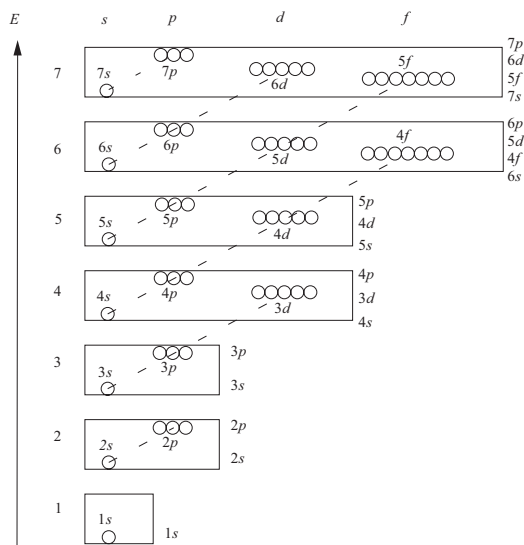 E s p d f
7p
7 7s 7p 6d 5f 6d
5f
7s
6p
6 6s 6p 5d 4f 5d
4f
6s
5p
5 5s 5p 4d 4d
5s
4p
4 4s 4p 3d 3d
4s
3 3s 3p 3p
3s
2 2s 2p 2p
2s
1 1s 1s